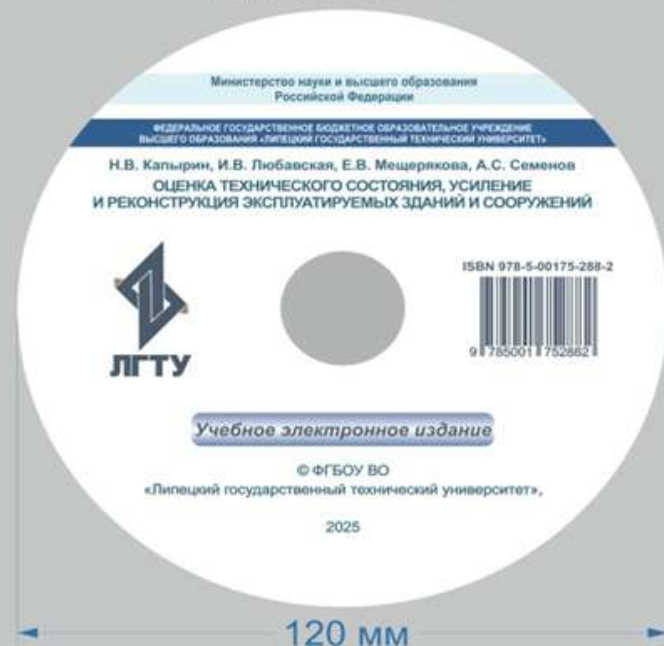 Министерство науки и высшего образования
Российской Федерации
ФЕДЕРАЛЬНОЕ ГОСУДАРСТВЕННОЕ БЮДЖЕТНОЕ ОБРАЗОВАТЕЛЬНОЕ УЧРЕЖДЕНИЕ
ВЫСШЕГО ОБРАЗОВАНИЯ «ЛИПЕЦКИЙ ГОСУДАРСТВЕННЫЙ ТЕХНИЧЕСКИЙ УНИВЕРСИТЕТ»
Н.В. Капырин, И.В. Любавская, Е.В. Мещерякова, А.С. Семенов
ОЦЕНКА ТЕХНИЧЕСКОГО СОСТОЯНИЯ, УСИЛЕНИЕ
И РЕКОНСТРУКЦИЯ ЭКСПЛУАТИРУЕМЫХ ЗДАНИЙ И СООРУЖЕНИЙ
ISBN 978-5-00175-288-2
9 785001 752882
ЛГТУ
Учебное электронное издание
© ФГБОУ ВО
«Липецкий государственный технический университет»,
2025
120 мм